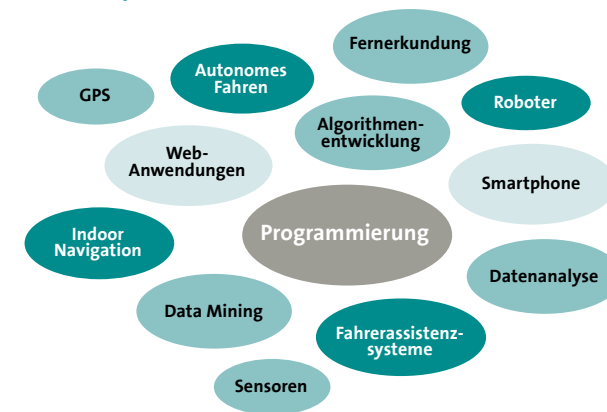 Fernerkundung
Autonomes
Fahren
GPS
Roboter
Algorithmen-
entwicklung
Web-
Anwendungen
Smartphone
Programmierung
Indoor
Navigation
Datenanalyse
Data Mining
Fahrerassistenz-
systeme
Sensoren